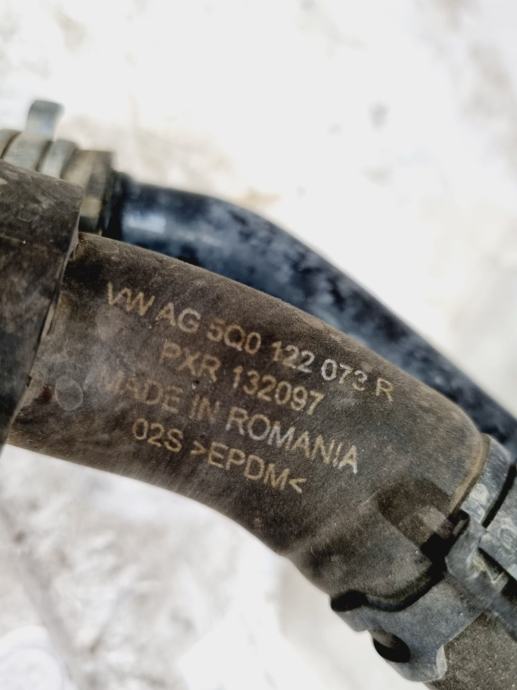 VW AG 5Q0 122 073 R
PXR 132097
MADE IN ROMANIA
02S >EPDM<